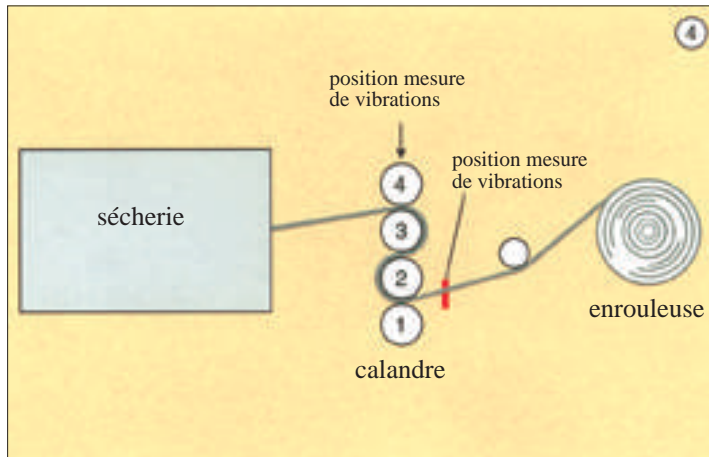 4
position mesure
de vibrations
position mesure
de vibrations
4
sécherie
3
2
enrouleuse
1
calandre